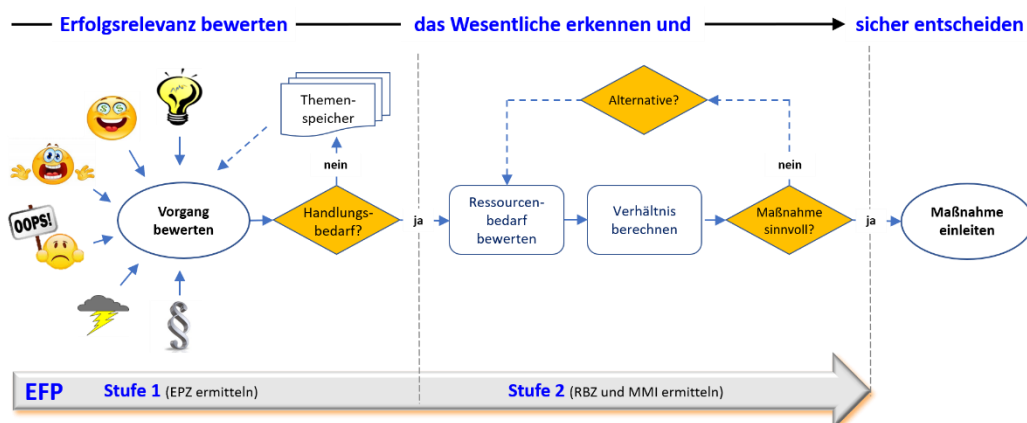 Erfolgsrelevanz bewerten das Wesentliche erkennen und sicher entscheiden
Themen-
speicher
Alternative?
nein
nein
OOPS!
Vorgang
bewerten
Handlungs-
bedarf?
ja
Ressourcen-
bedarf
bewerten
Verhältnis
berechnen
Maßnahme
sinnvoll?
ja
Maßnahme
einleiten
§
EFP Stufe 1 (EPZ ermitteln) Stufe 2 (RBZ und MMI ermitteln)